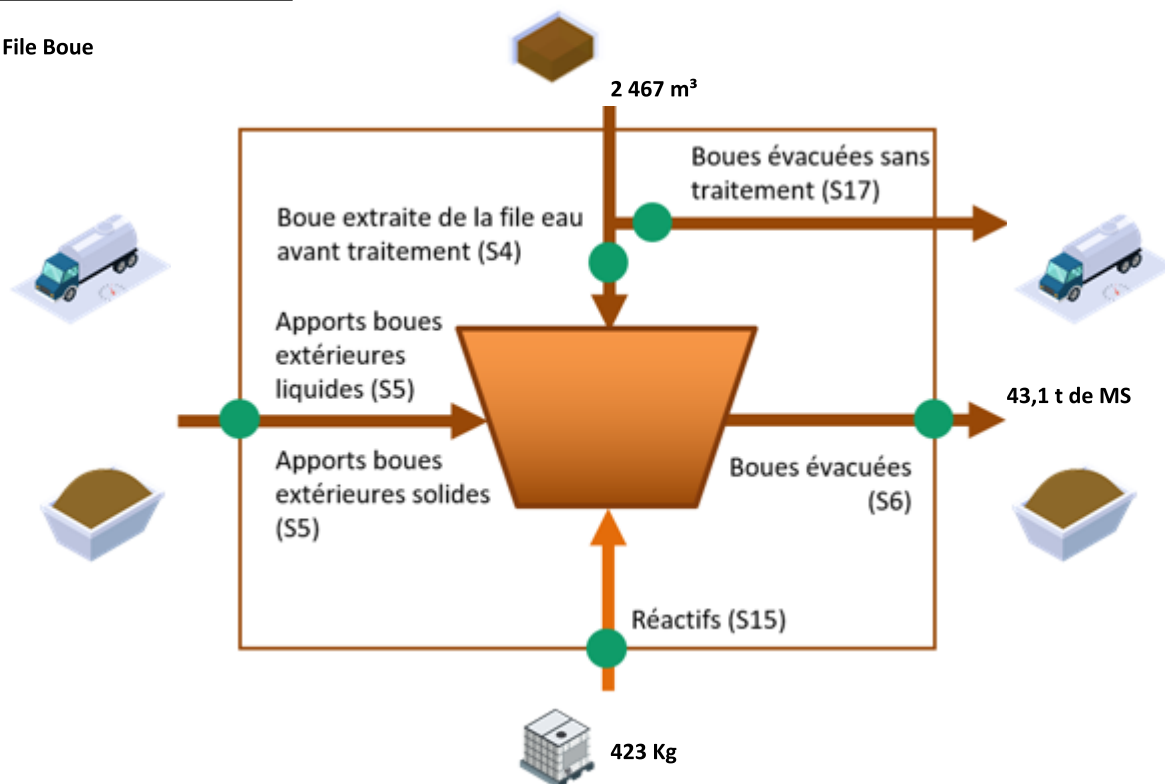 File Boue
2 467 m³
Boues évacuées sans
traitement (S17)
Boue extraite de la file eau
avant traitement (S4)
Apports boues
extérieures
liquides (S5)
43,1 t de MS
Apports boues
extérieures solides
(S5)
Boues évacuées
(S6)
Réactifs (S15)
423 Kg